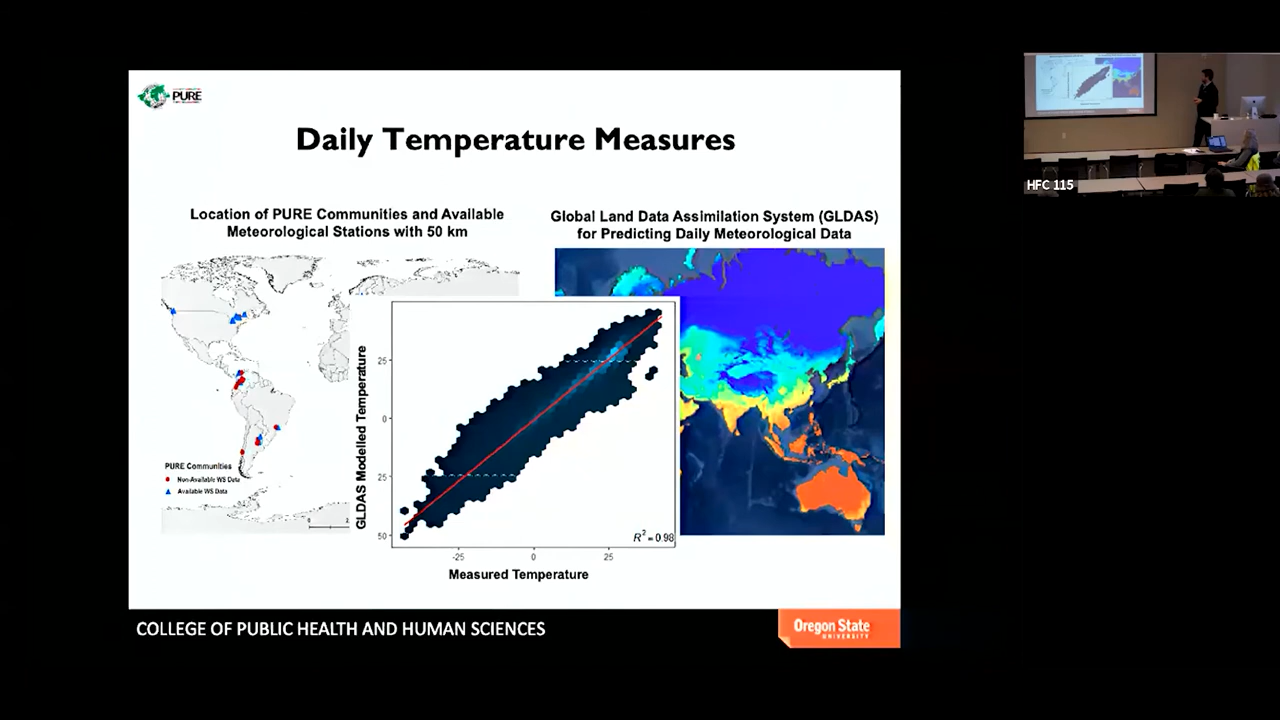 PURE
Daily Temperature Measures
Location of PURE Communities and Available
Meteorological Stations with 50 km
Global Land Data Assimilation System (GLDAS)
for Predicting Daily Meteorological Data
PURE Communities
Non-Available WS Data
Available WS Data
0
GLDAS Modelled Temperature
25
0
25
50
R²=0.98
-25
0
25
Measured Temperature
COLLEGE OF PUBLIC HEALTH AND HUMAN SCIENCES
Oregon State
UNIVERSITY
HFC 115